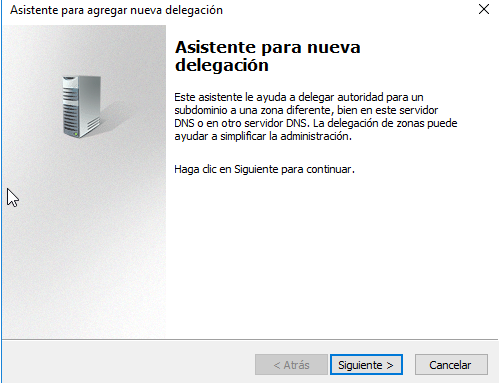 Asistente para agregar nueva delegación
Asistente para nueva
delegación
Este asistente le ayuda a delegar autoridad para un
subdominio a una zona diferente, bien en este servidor
DNS o en otro servidor DNS. La delegación de zonas puede
ayudar a simplificar la administración.
Haga clic en Siguiente para continuar.
< Atrás
Siguiente >
Cancelar